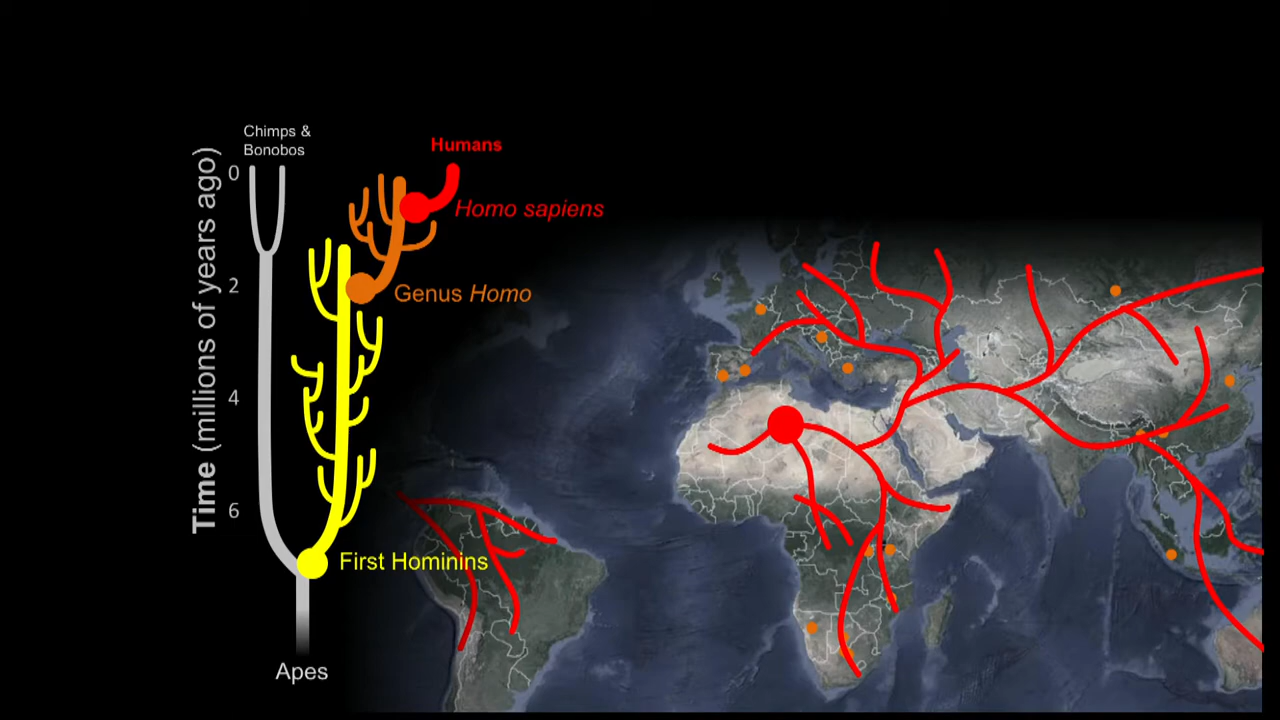 Chimps &
Bonobos
Humans
0
Homo sapiens
2
Genus Homo
4
6
First Hominins
Apes
Time (millions of years ago)